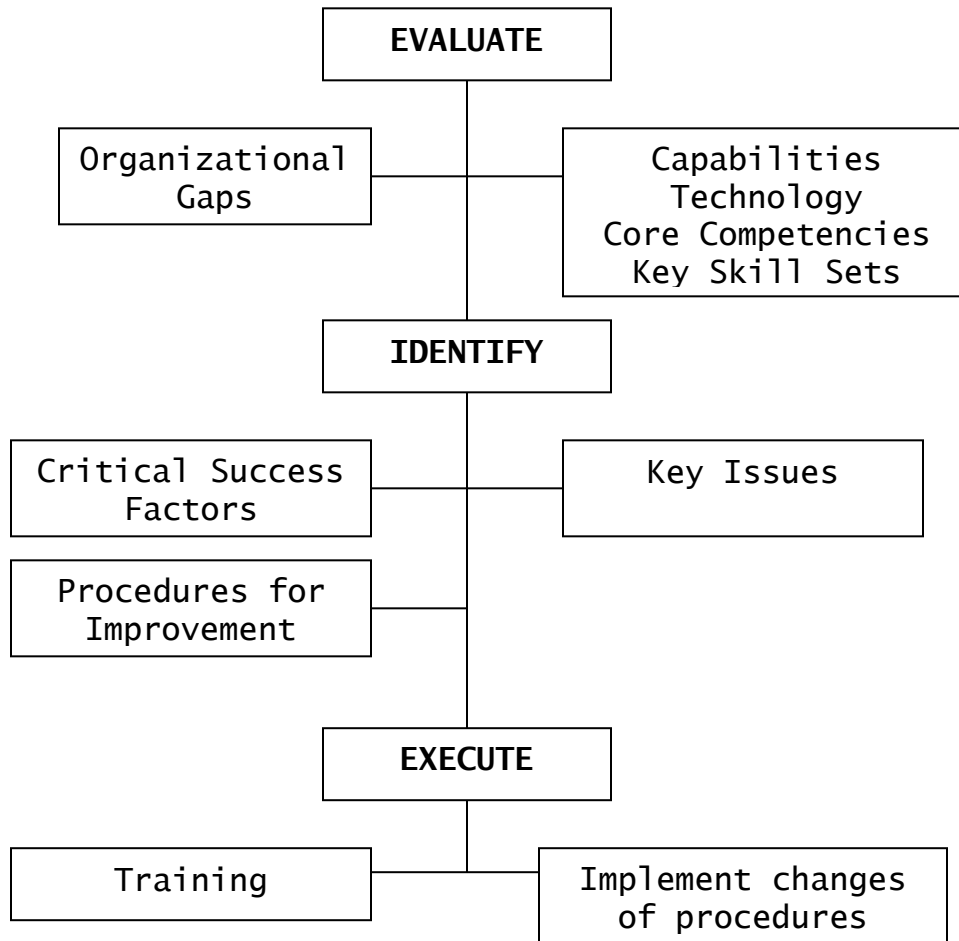 EVALUATE
Organizational
Gaps
Capabilities
Technology
Core Competencies
Key Skill Sets
IDENTIFY
Critical Success
Factors
Key Issues
Procedures for
Improvement
EXECUTE
Training
Implement changes
of procedures